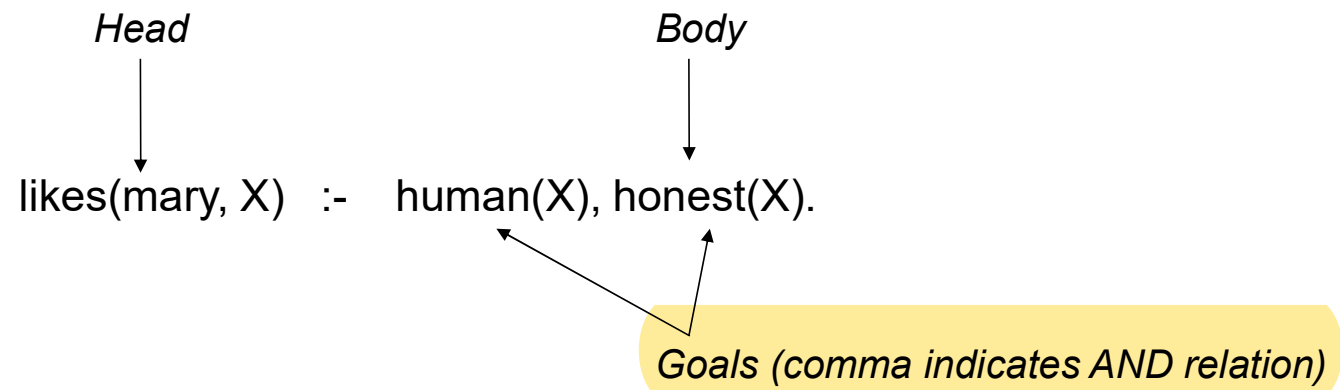 Head Body
likes(mary, X) :- human(X), honest(X).
Goals (comma indicates AND relation)